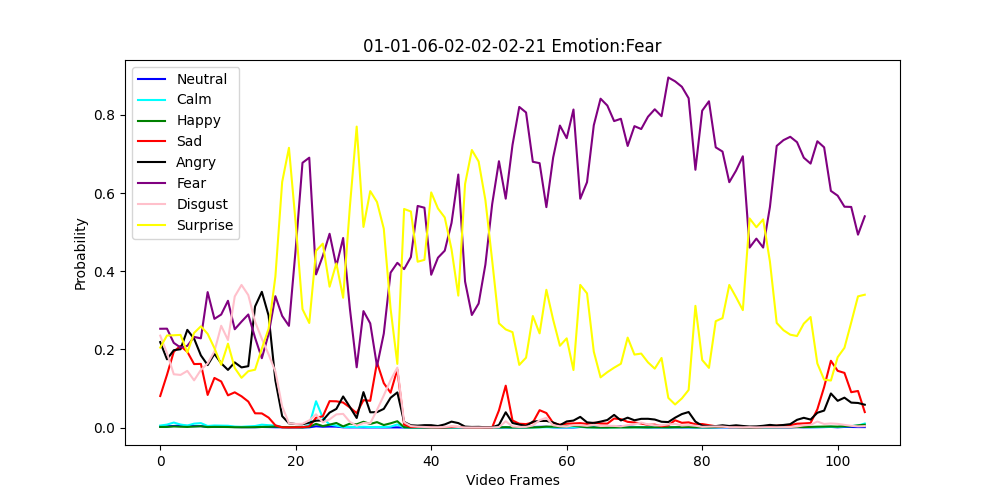 01-01-06-02-02-02-21 Emotion:Fear
Neutral
Calm
Happy
Sad
Angry
Fear
Disgust
Surprise
Probability
0.8
0.6
0.4
0.2
0.0
0 20 40 60 80 100
Video Frames